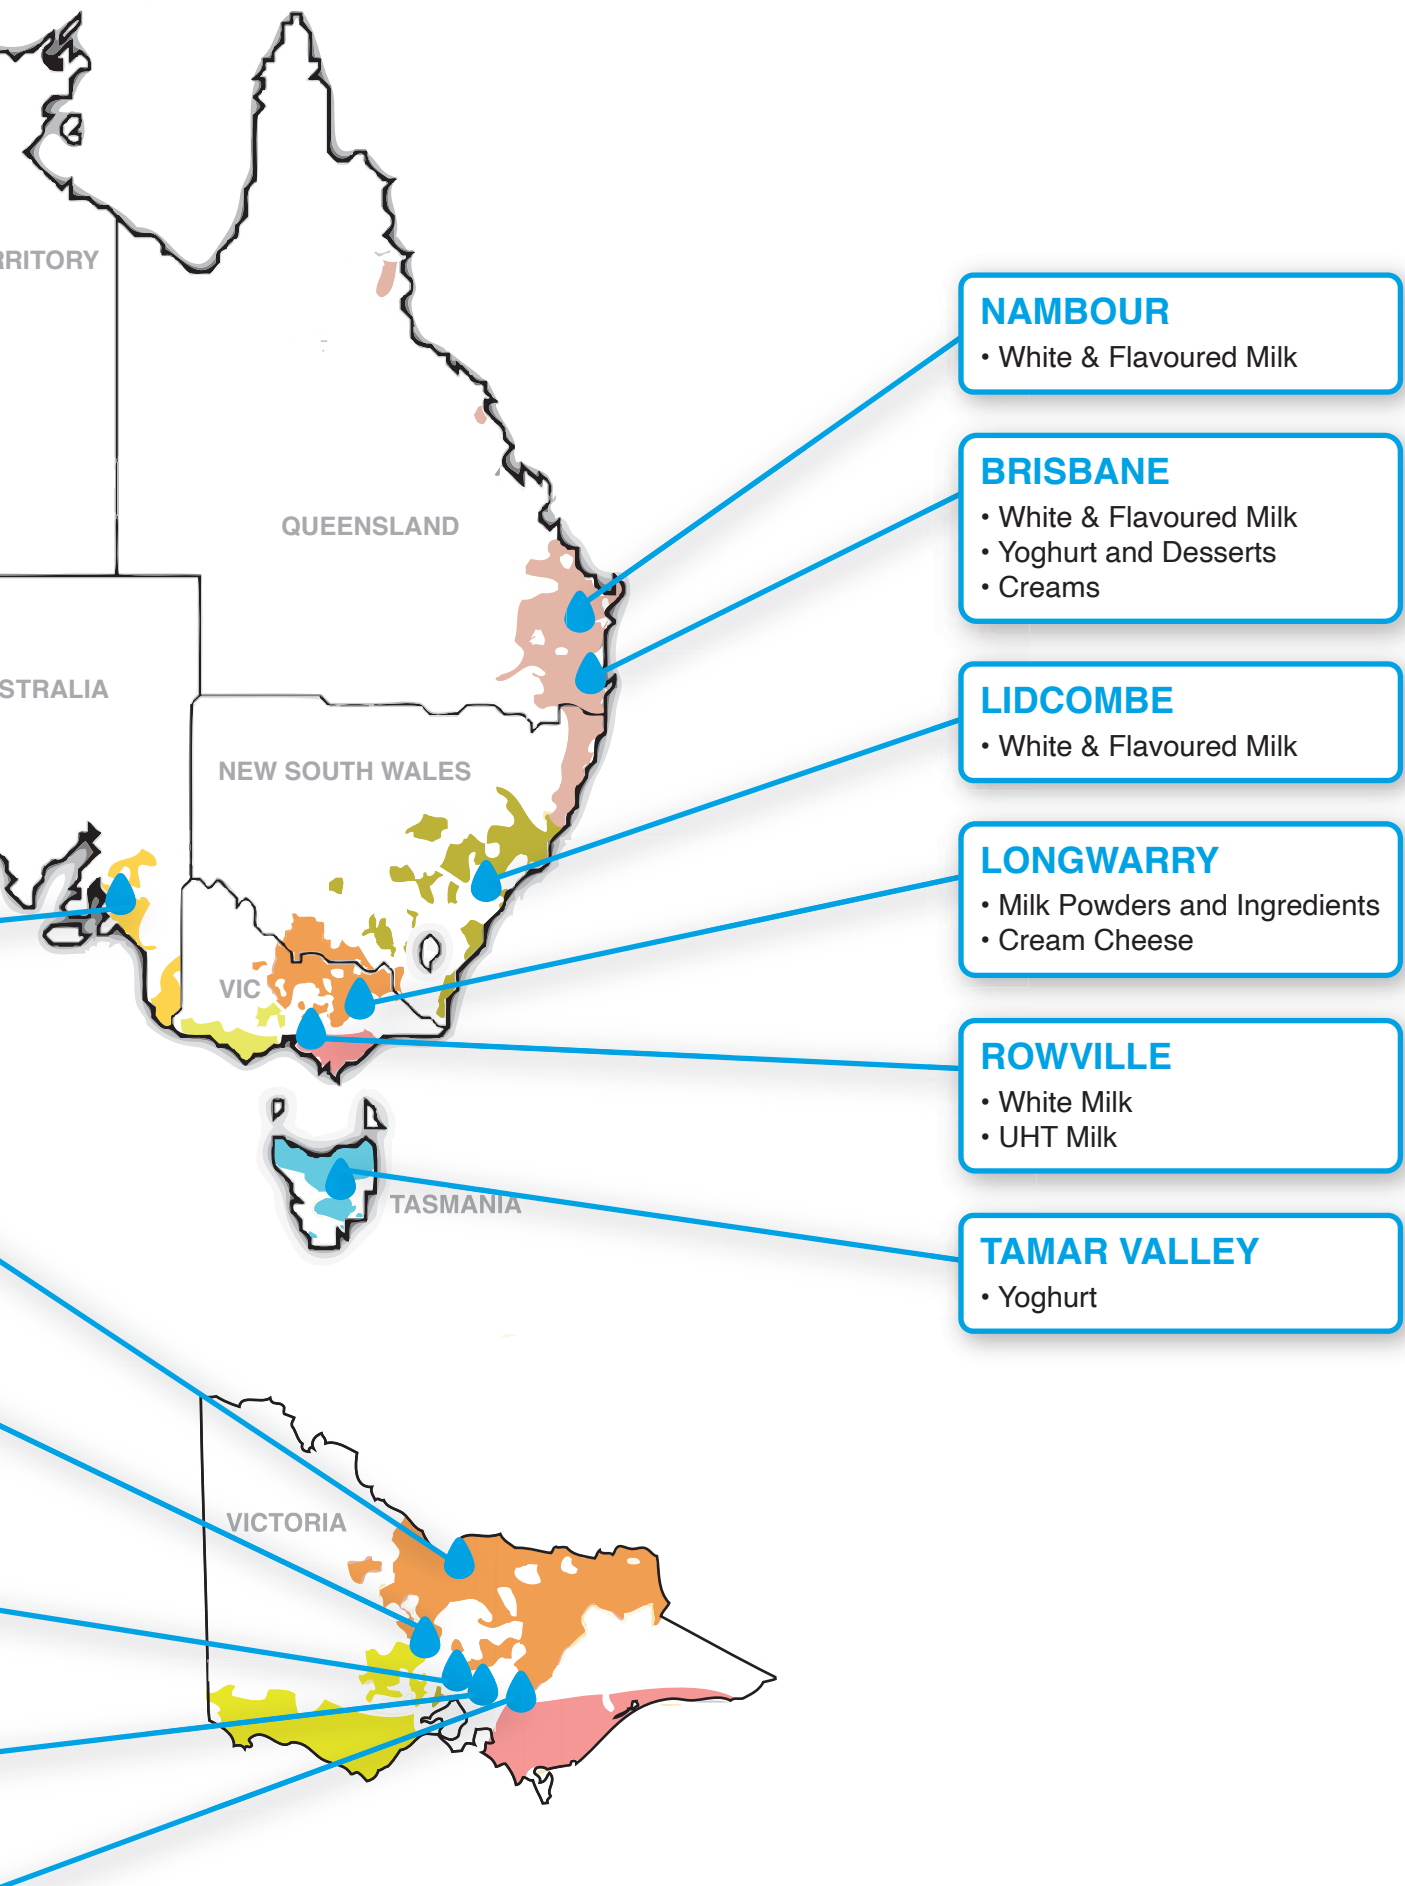 RRITORY
QUEENSLAND
STRALIA
NEW SOUTH WALES
VIC
TASMANIA
VICTORIA
NAMBOUR
• White & Flavoured Milk
BRISBANE
• White & Flavoured Milk
• Yoghurt and Desserts
• Creams
LIDCOMBE
• White & Flavoured Milk
LONGWARRY
• Milk Powders and Ingredients
• Cream Cheese
ROWVILLE
• White Milk
• UHT Milk
TAMAR VALLEY
• Yoghurt